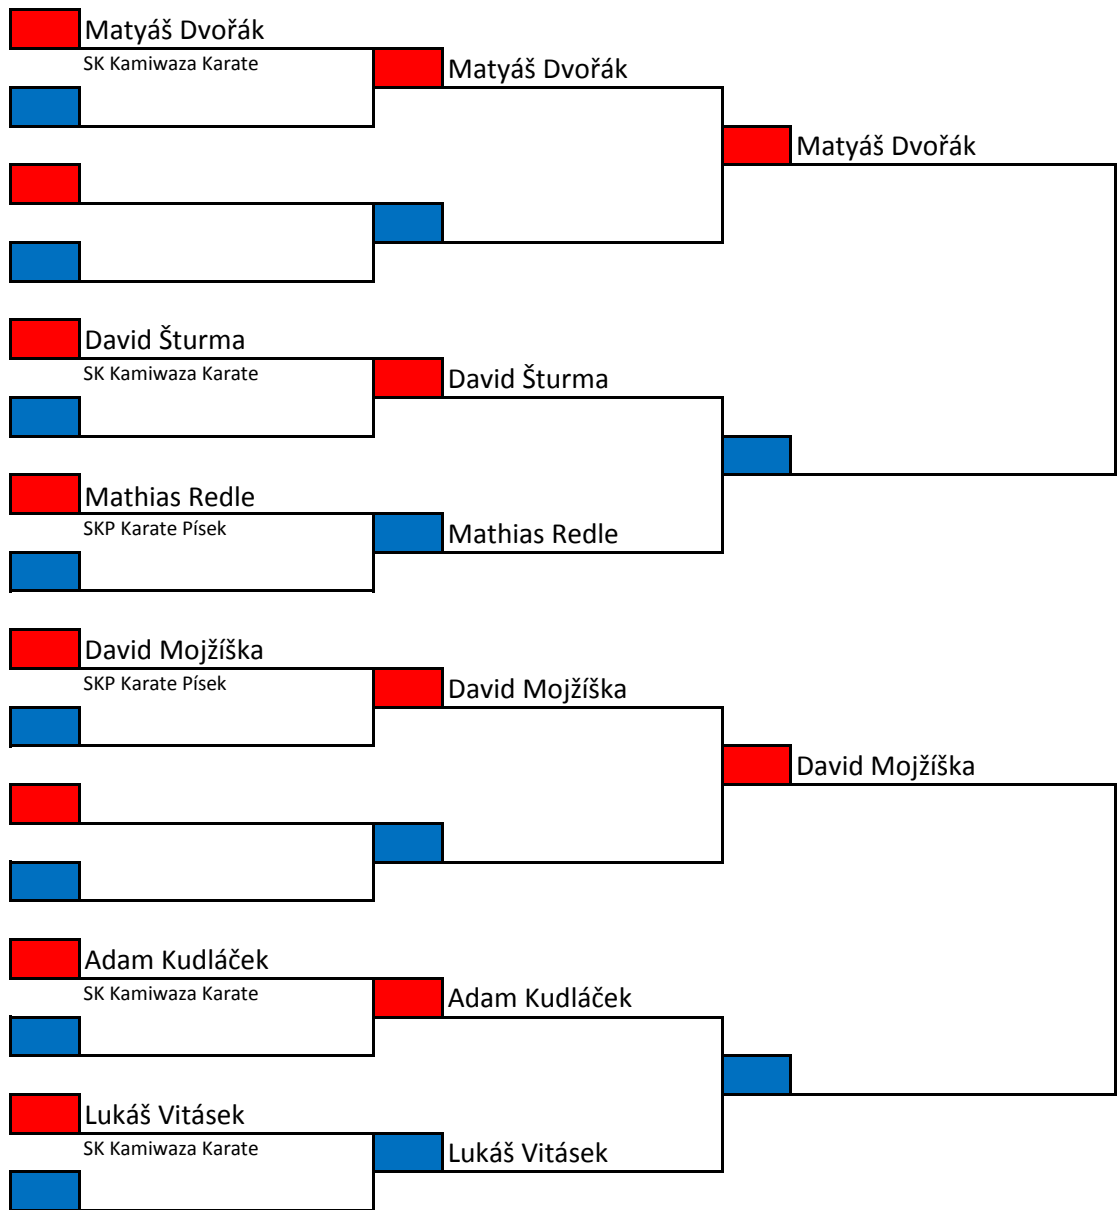 Matyáš Dvořák
SK Kamiwaza Karate
Matyáš Dvořák
Matyáš Dvořák
David Šturma
SK Kamiwaza Karate
David Šturma
Mathias Redle
SKP Karate Písek
Mathias Redle
David Mojžíška
SKP Karate Písek
David Mojžíška
David Mojžíška
Adam Kudláček
SK Kamiwaza Karate
Adam Kudláček
Lukáš Vitásek
SK Kamiwaza Karate
Lukáš Vitásek